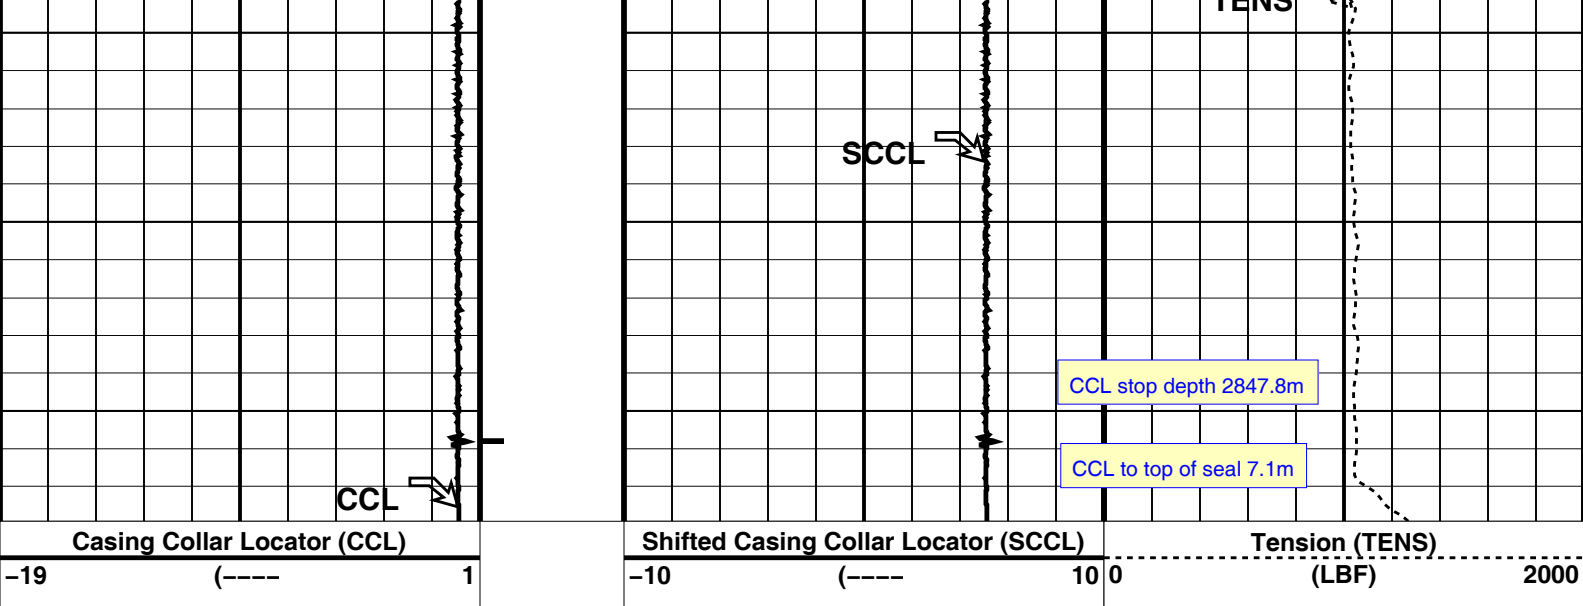 TENS
SCCL
CCL stop depth 2847.8m
CCL to top of seal 7.1m
CCL
Casing Collar Locator (CCL)
Shifted Casing Collar Locator (SCCL)
Tension (TENS)
−19 (−−−− 1
−10 (−−−− 10
0 (LBF) 2000